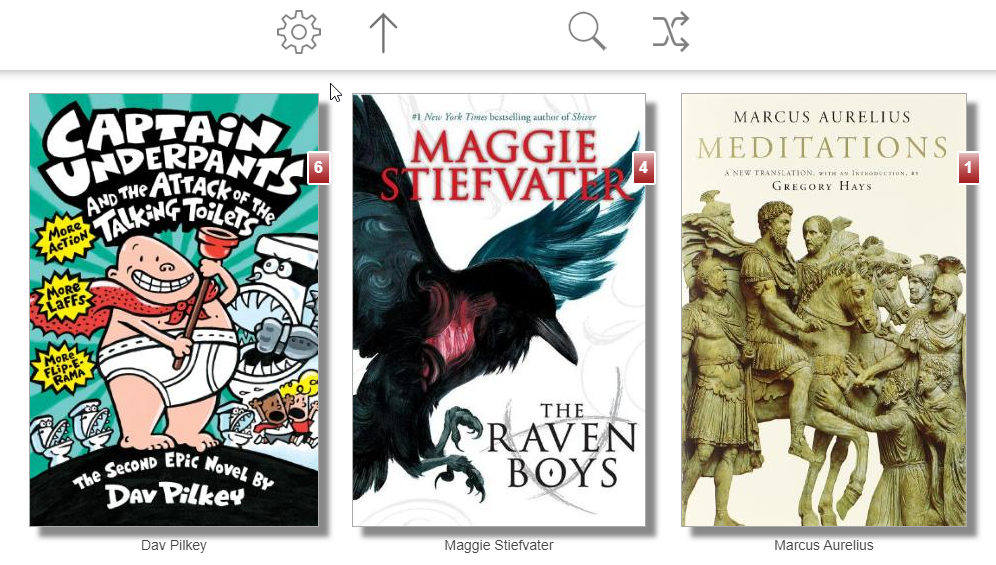 CAPTAIN
UNDERPANTS
AND THE ATTACK OF THE
TALKING TOILETS
MORE
ACTION
MORE
LAFFS
MORE
FLIP-E-
RAMA
THE SECOND EPIC NOVEL BY
DAV PILKEY
6
Dav Pilkey
#1 New York Times bestselling author of Shiver
MAGGIE
STIEFVATER
THE
RAVEN
BOYS
4
Maggie Stiefvater
MARCUS AURELIUS
MEDITATIONS
A NEW TRANSLATION, WITH AN INTRODUCTION, BY
GREGORY HAYS
1
Marcus Aurelius